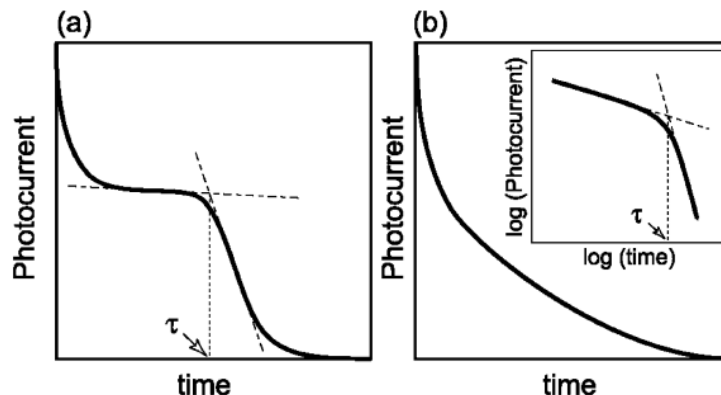 (a)
Photocurrent
τ
time
(b)
Photocurrent
log (Photocurrent)
τ
log (time)
time